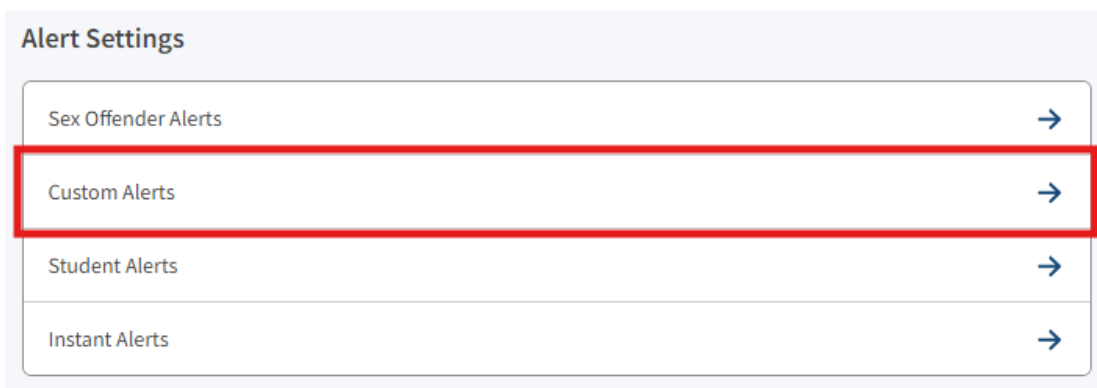 Alert Settings
Sex Offender Alerts
Custom Alerts
Student Alerts
Instant Alerts